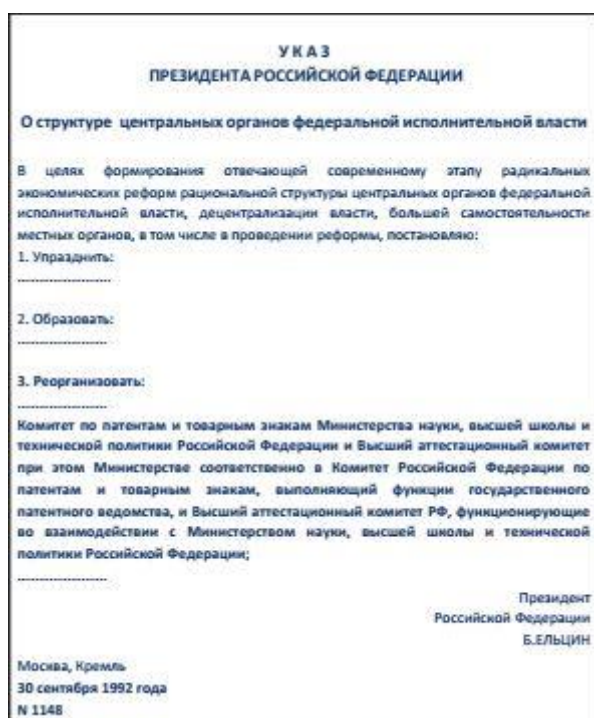 УКАЗ
ПРЕЗИДЕНТА РОССИЙСКОЙ ФЕДЕРАЦИИ
О структуре центральных органов федеральной исполнительной власти
В целях формирования отвечающей современному этапу радикальных
экономических реформ рациональной структуры центральных органов федеральной
исполнительной власти, децентрализации власти, большей самостоятельности
местных органов, в том числе в проведении реформы, постановляю:
1. Упразднить:
----------------------
2. Образовать:
---------------------
3. Реорганизовать:
---------------------
Комитет по патентам и товарным знакам Министерства науки, высшей школы и
технической политики Российской Федерации и Высший аттестационный комитет
при этом Министерстве соответственно в Комитет Российской Федерации по
патентам и товарным знакам, выполняющий функции государственного
патентного ведомства, и Высший аттестационный комитет РФ, функционирующие
во взаимодействии с Министерством науки, высшей школы и технической
политики Российской Федерации;
---------------------
Президент
Российской Федерации
Б.ЕЛЬЦИН
Москва, Кремль
30 сентября 1992 года
N 1148